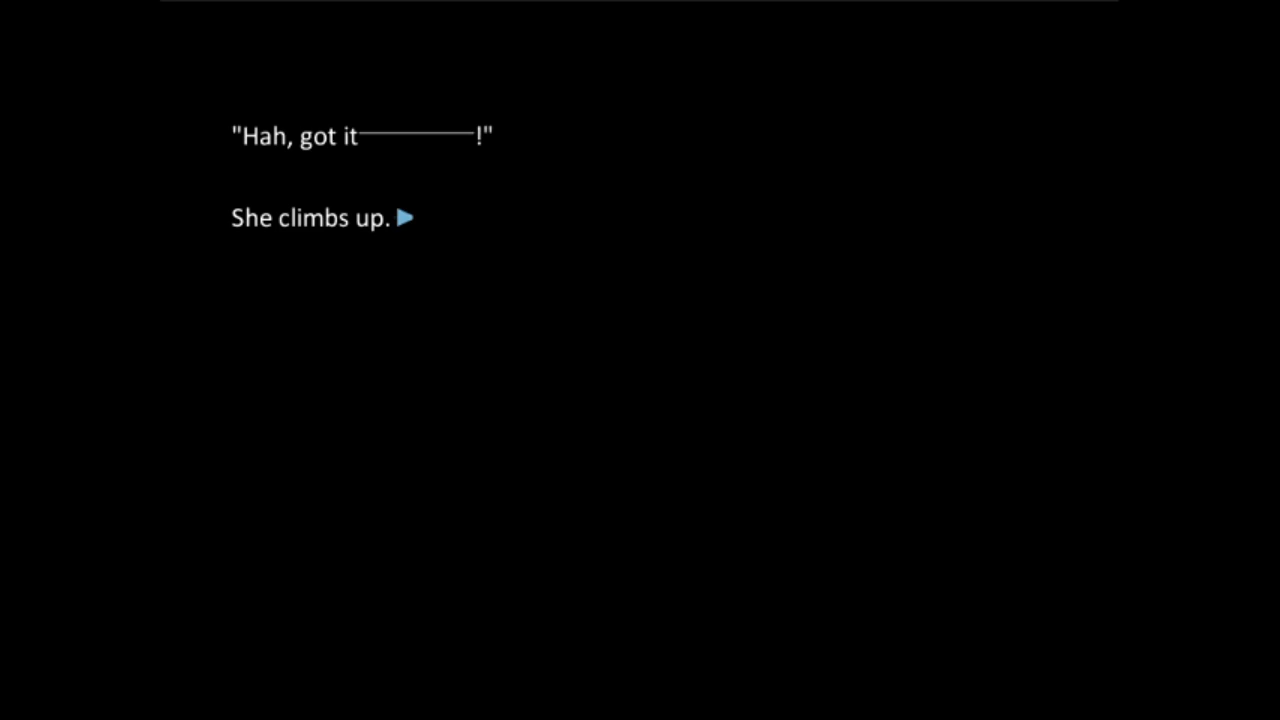 "Hah, got it————!"
She climbs up.